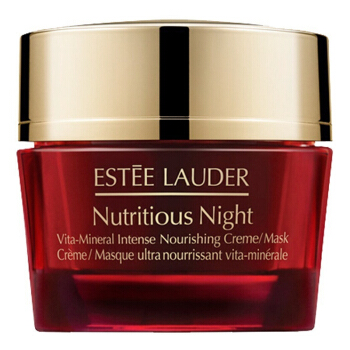 ESTĒE LAUDER
Nutritious Night
Vita-Mineral Intense Nourishing Creme/Mask
Crème/Masque ultra nourrissant vita-minérale